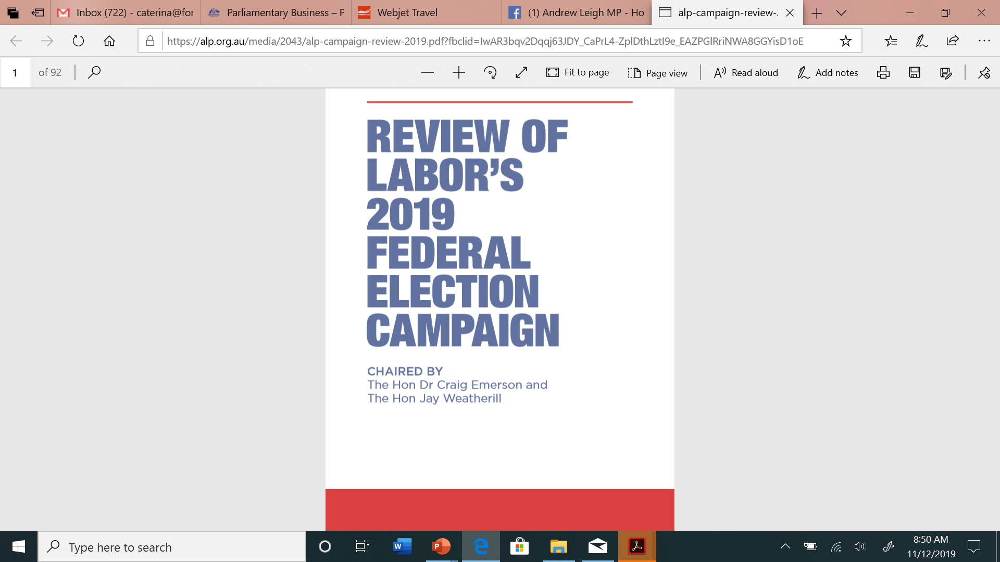 Inbox (722) - caterina@for
Parliamentary Business – F
Webjet Travel
(1) Andrew Leigh MP - Ho
alp-campaign-review-
https://alp.org.au/media/2043/alp-campaign-review-2019.pdf?fbclid=IwAR3bqv2Dqqj63JDY_CaPrL4-ZplDthLztI9e_EAZPGlRriNWA8GGYisD1oE
1 of 92
Fit to page
Page view
Read aloud
Add notes
REVIEW OF
LABOR’S
2019
FEDERAL
ELECTION
CAMPAIGN
CHAIRED BY
The Hon Dr Craig Emerson and
The Hon Jay Weatherill
Type here to search
8:50 AM
11/12/2019